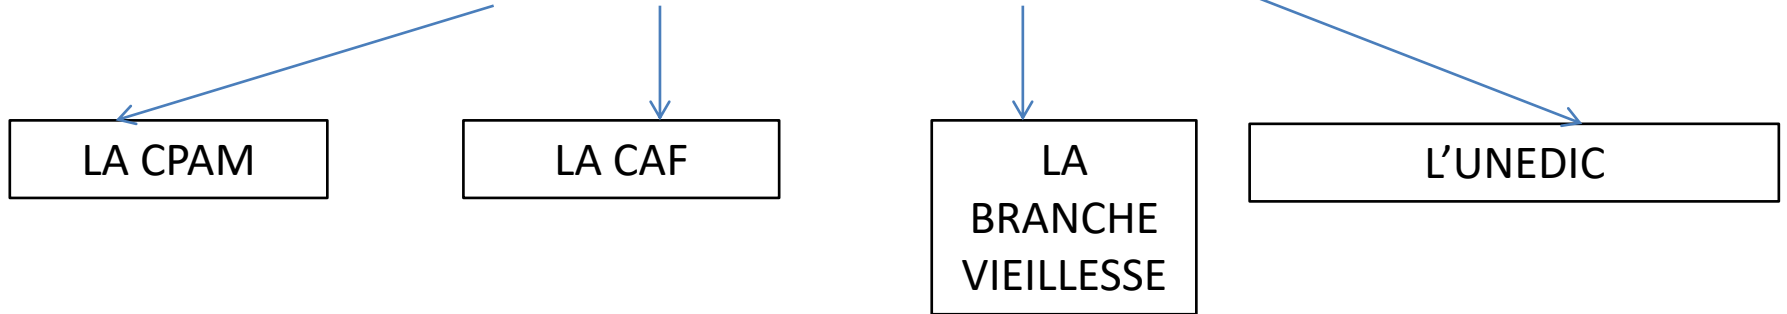 LA CPAM
LA CAF
LA
BRANCHE
VIEILLESSE
L’UNEDIC